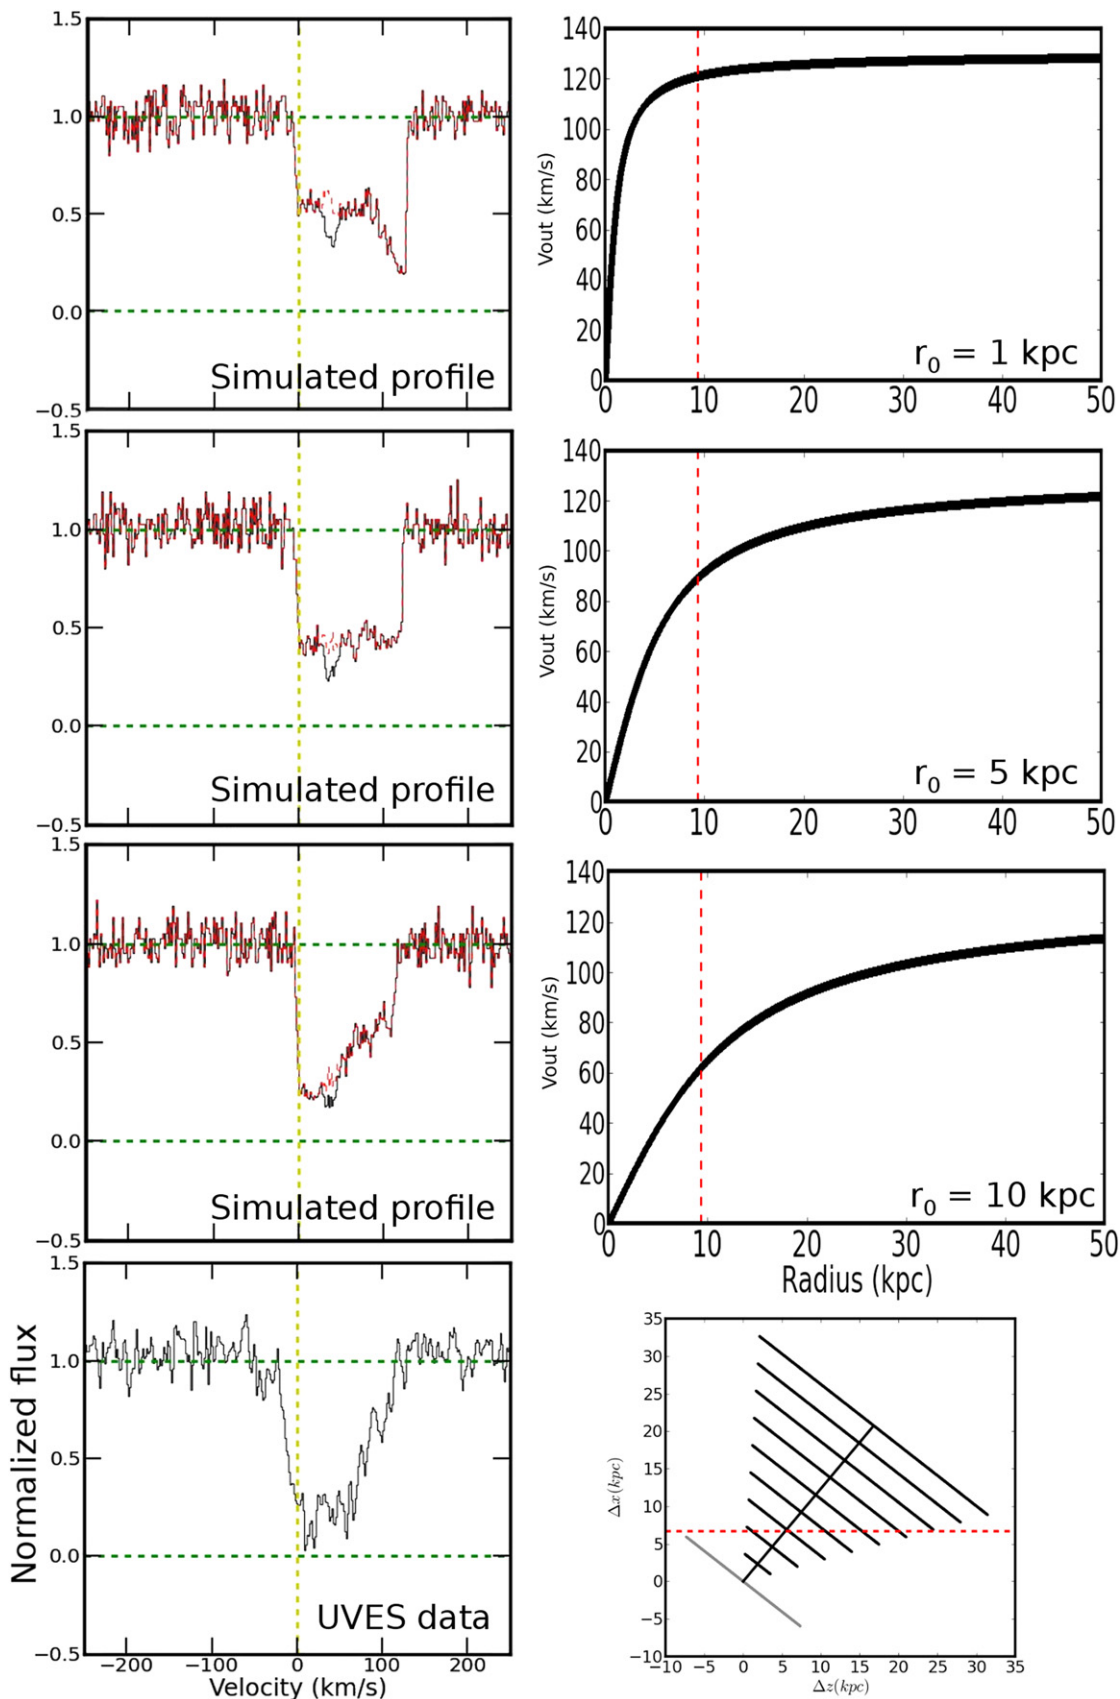 1.5
1.0
0.5
0.0
−0.5
Simulated profile
140
120
100
80
60
40
20
0
Vout (km/s)
r0 = 1 kpc
0 10 20 30 40 50
1.5
1.0
0.5
0.0
−0.5
Simulated profile
140
120
100
80
60
40
20
0
Vout (km/s)
r0 = 5 kpc
0 10 20 30 40 50
1.5
1.0
0.5
0.0
−0.5
Simulated profile
140
120
100
80
60
40
20
0
Vout (km/s)
r0 = 10 kpc
0 10 20 30 40 50
Radius (kpc)
1.5
1.0
0.5
0.0
−0.5
Normalized flux
UVES data
−200 −100 0 100 200
Velocity (km/s)
35
30
25
20
15
10
5
0
−5
−10
Δx(kpc)
−10 −5 0 5 10 15 20 25 30 35
Δz(kpc)